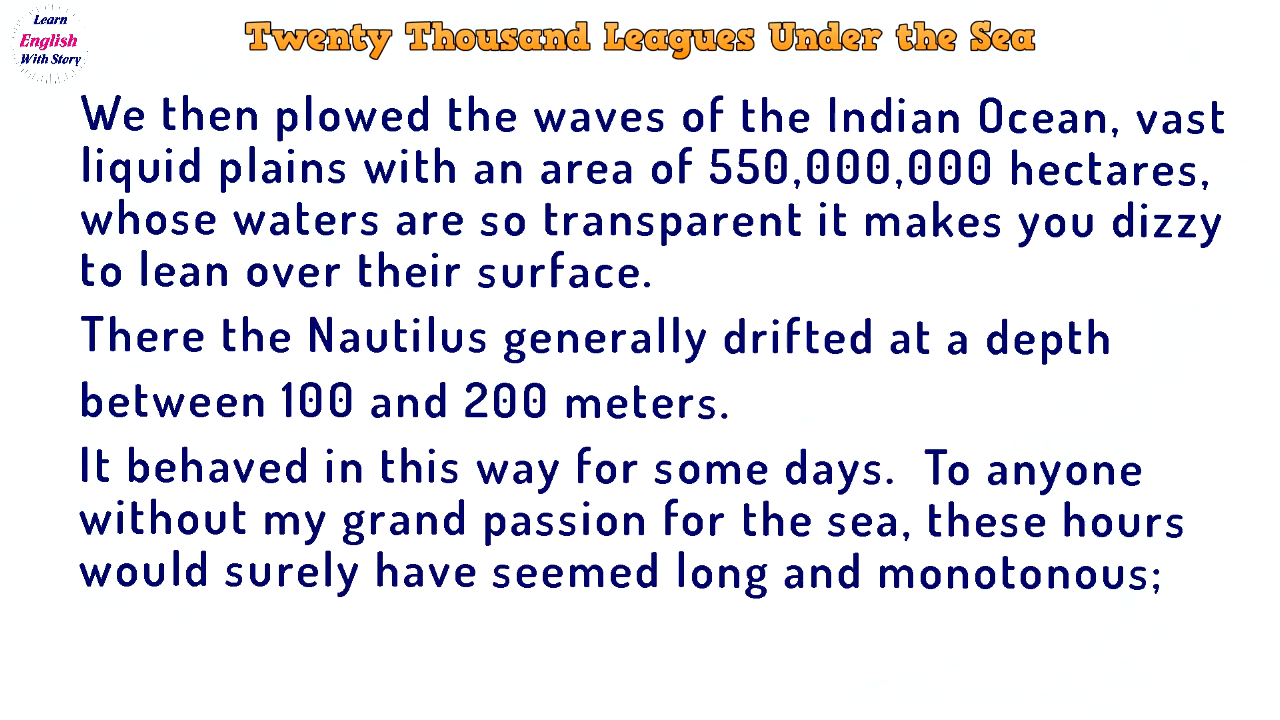 Learn
English
With Story
Twenty Thousand Leagues Under the Sea
We then plowed the waves of the Indian Ocean, vast
liquid plains with an area of 550,000,000 hectares,
whose waters are so transparent it makes you dizzy
to lean over their surface.
There the Nautilus generally drifted at a depth
between 100 and 200 meters.
It behaved in this way for some days.  To anyone
without my grand passion for the sea, these hours
would surely have seemed long and monotonous;